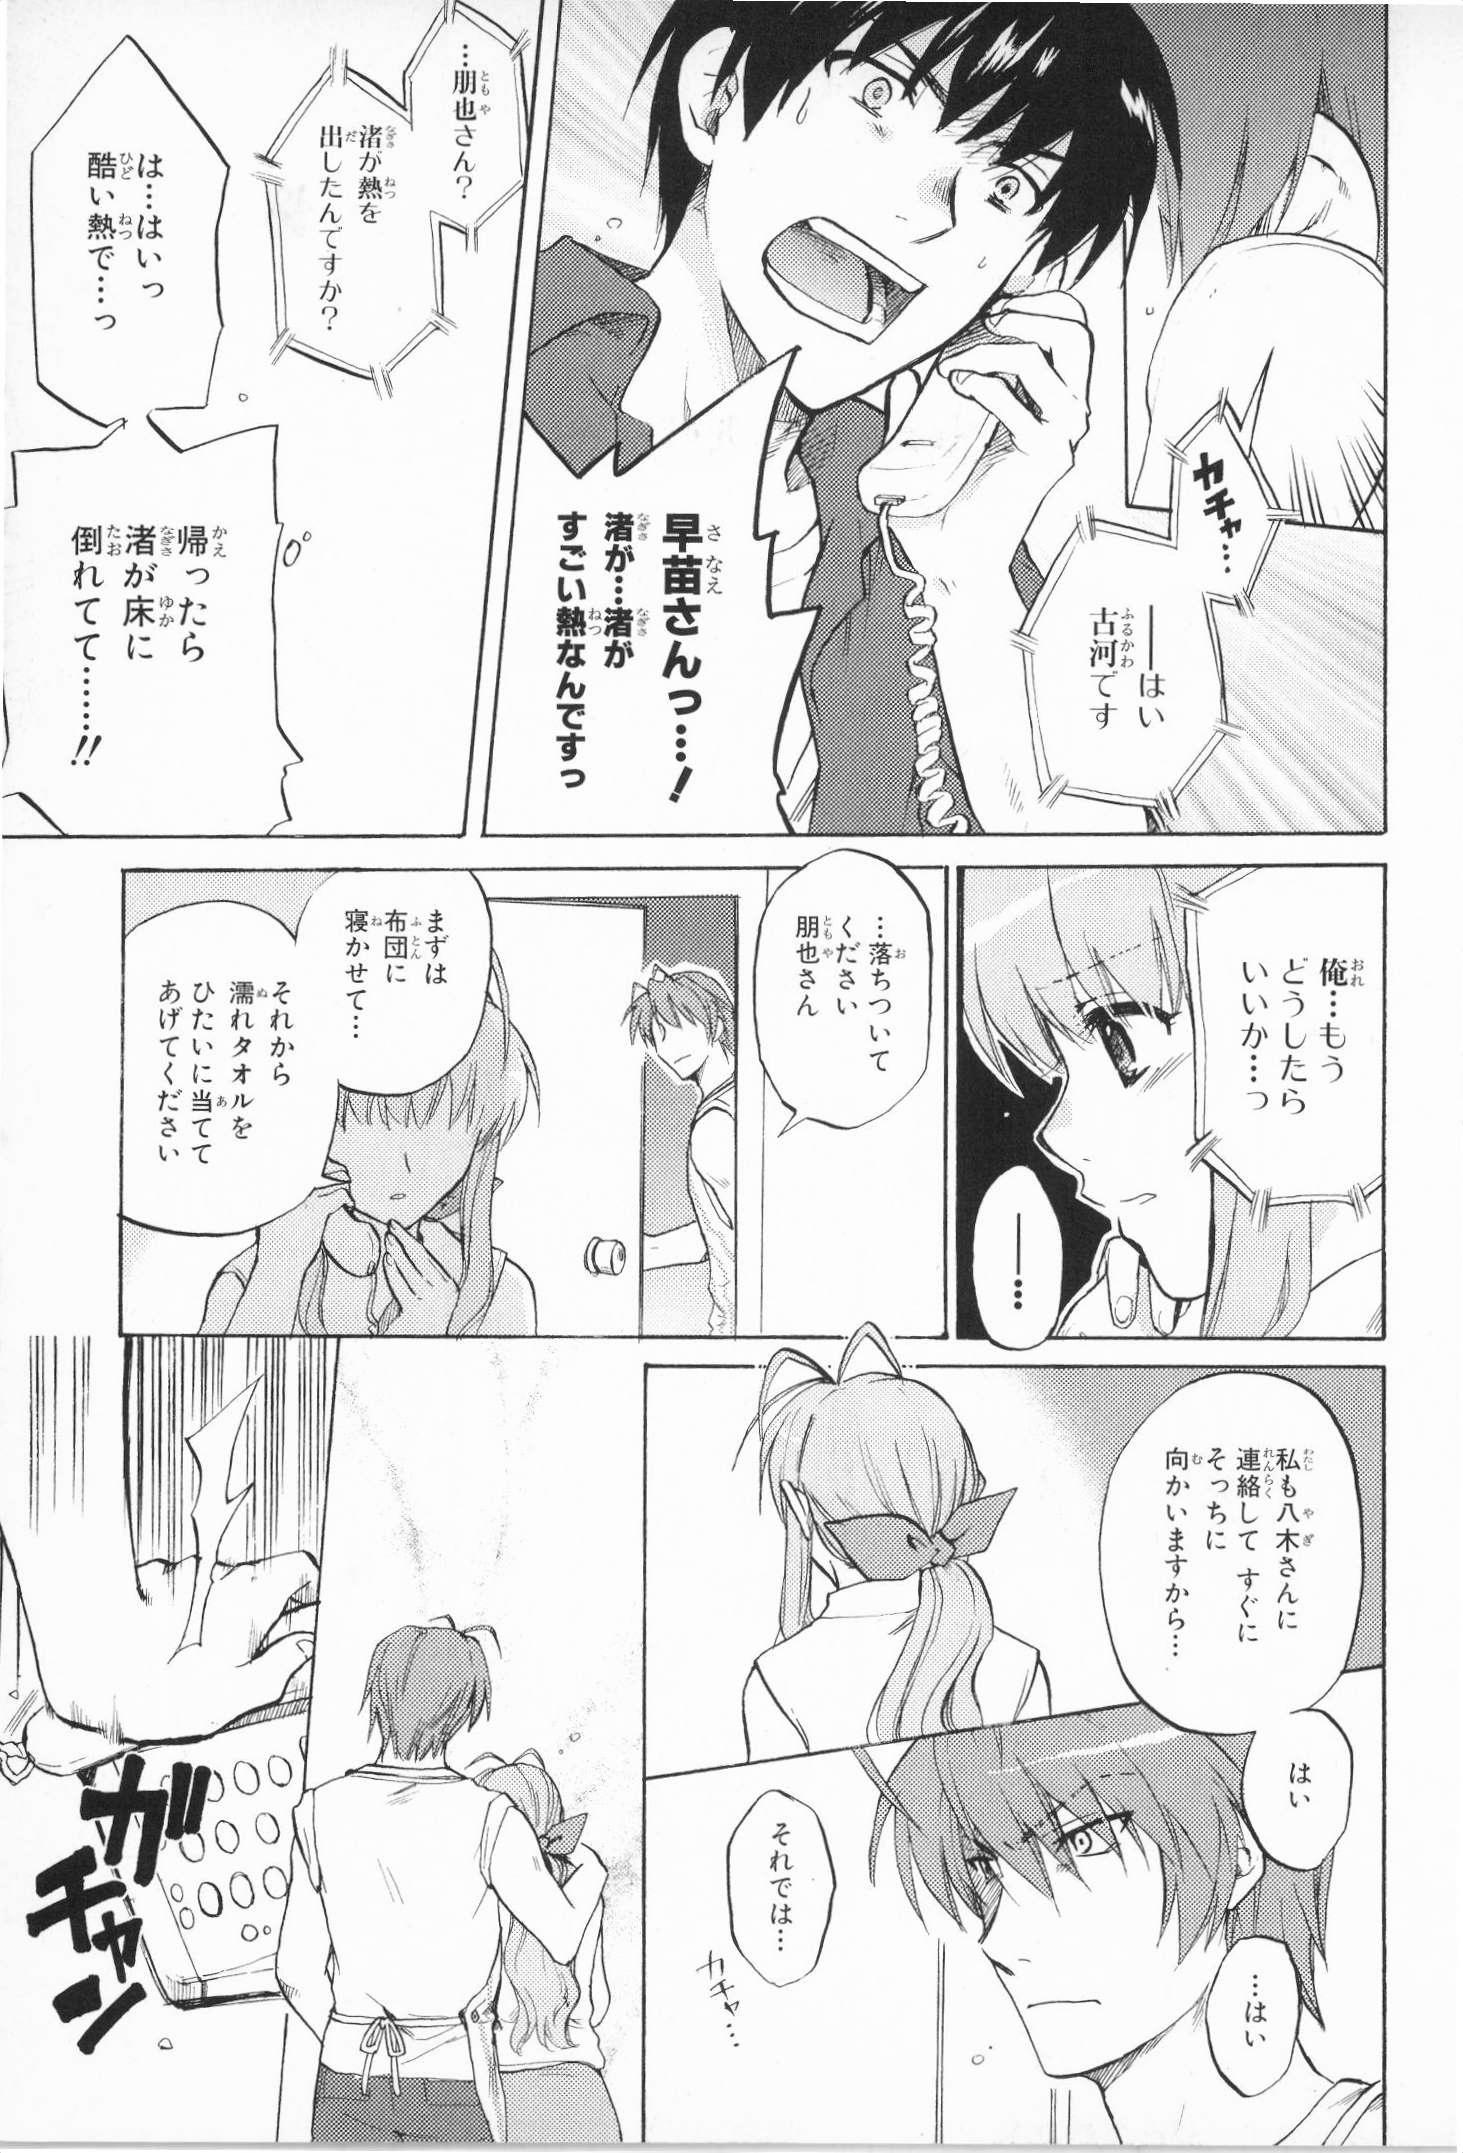 カチャ…
――はい
古河です
早苗さんっ…！
渚が…渚が
すごい熱なんですっ
…朋也さん？
渚が熱を
出したんですか？
は…はいっ
酷い熱で…っ
帰ったら
渚が床に
倒れてて………!!
俺…もう
どうしたら
いいか…っ
――…
…落ちついて
ください
朋也さん
まずは
布団に
寝かせて…
それから
濡れタオルを
ひたいに当てて
あげてください
私も八木さんに
連絡して すぐに
そっちに
向かいますから…
はい
…はい
それでは…
カチャ…
ガチャン